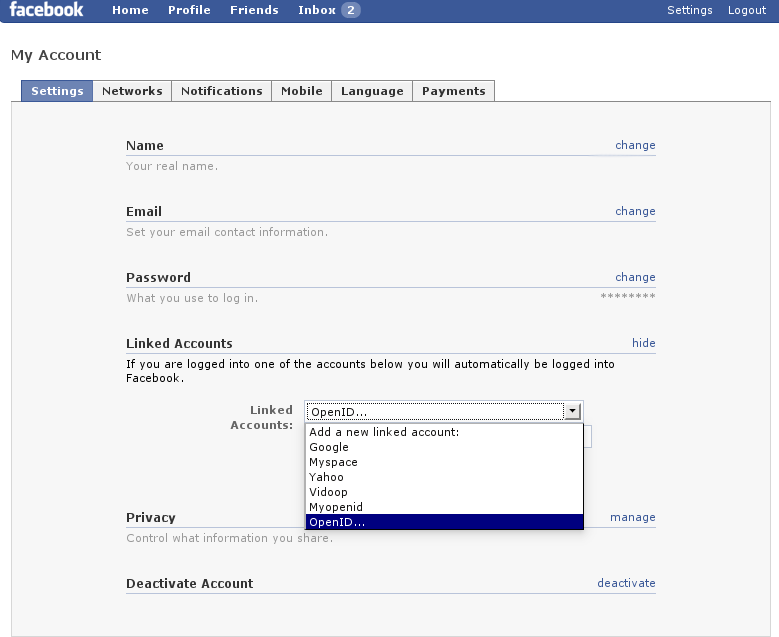 facebook Home Profile Friends Inbox 2 Settings Logout
My Account
Settings Networks Notifications Mobile Language Payments
Name change
Your real name.
Email change
Set your email contact information.
Password change
What you use to log in. ********
Linked Accounts hide
If you are logged into one of the accounts below you will automatically be logged into
Facebook.
Linked
Accounts:
OpenID...
Add a new linked account:
Google
Myspace
Yahoo
Vidoop
Myopenid
OpenID...
Privacy manage
Control what information you share.
Deactivate Account deactivate